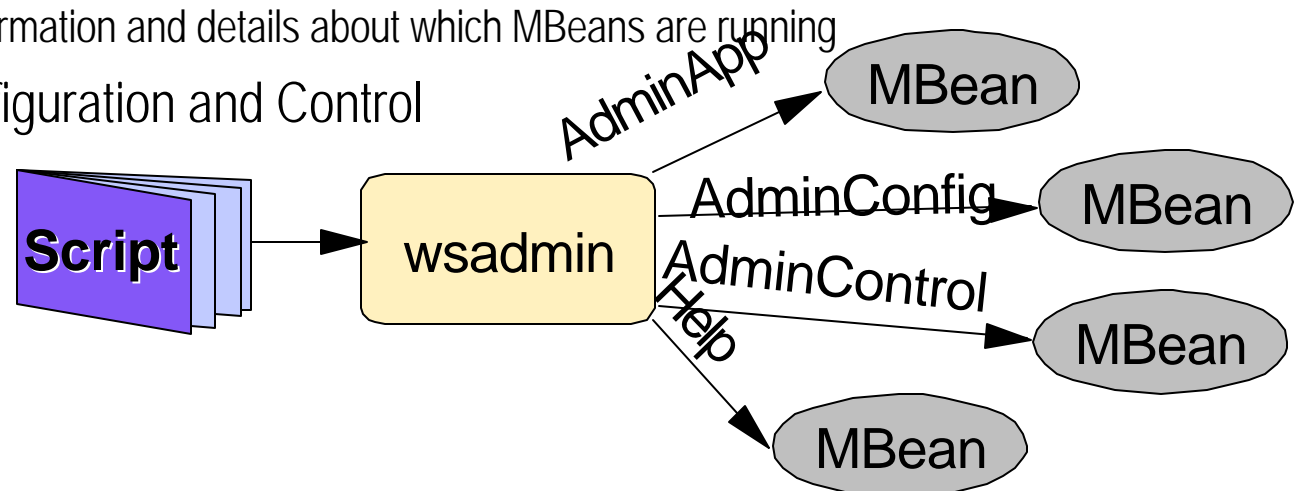 rmation and details about which MBeans are running
figuration and Control
AdminApp
MBean
AdminConfig
MBean
Script
wsadmin
AdminControl
MBean
Help
MBean